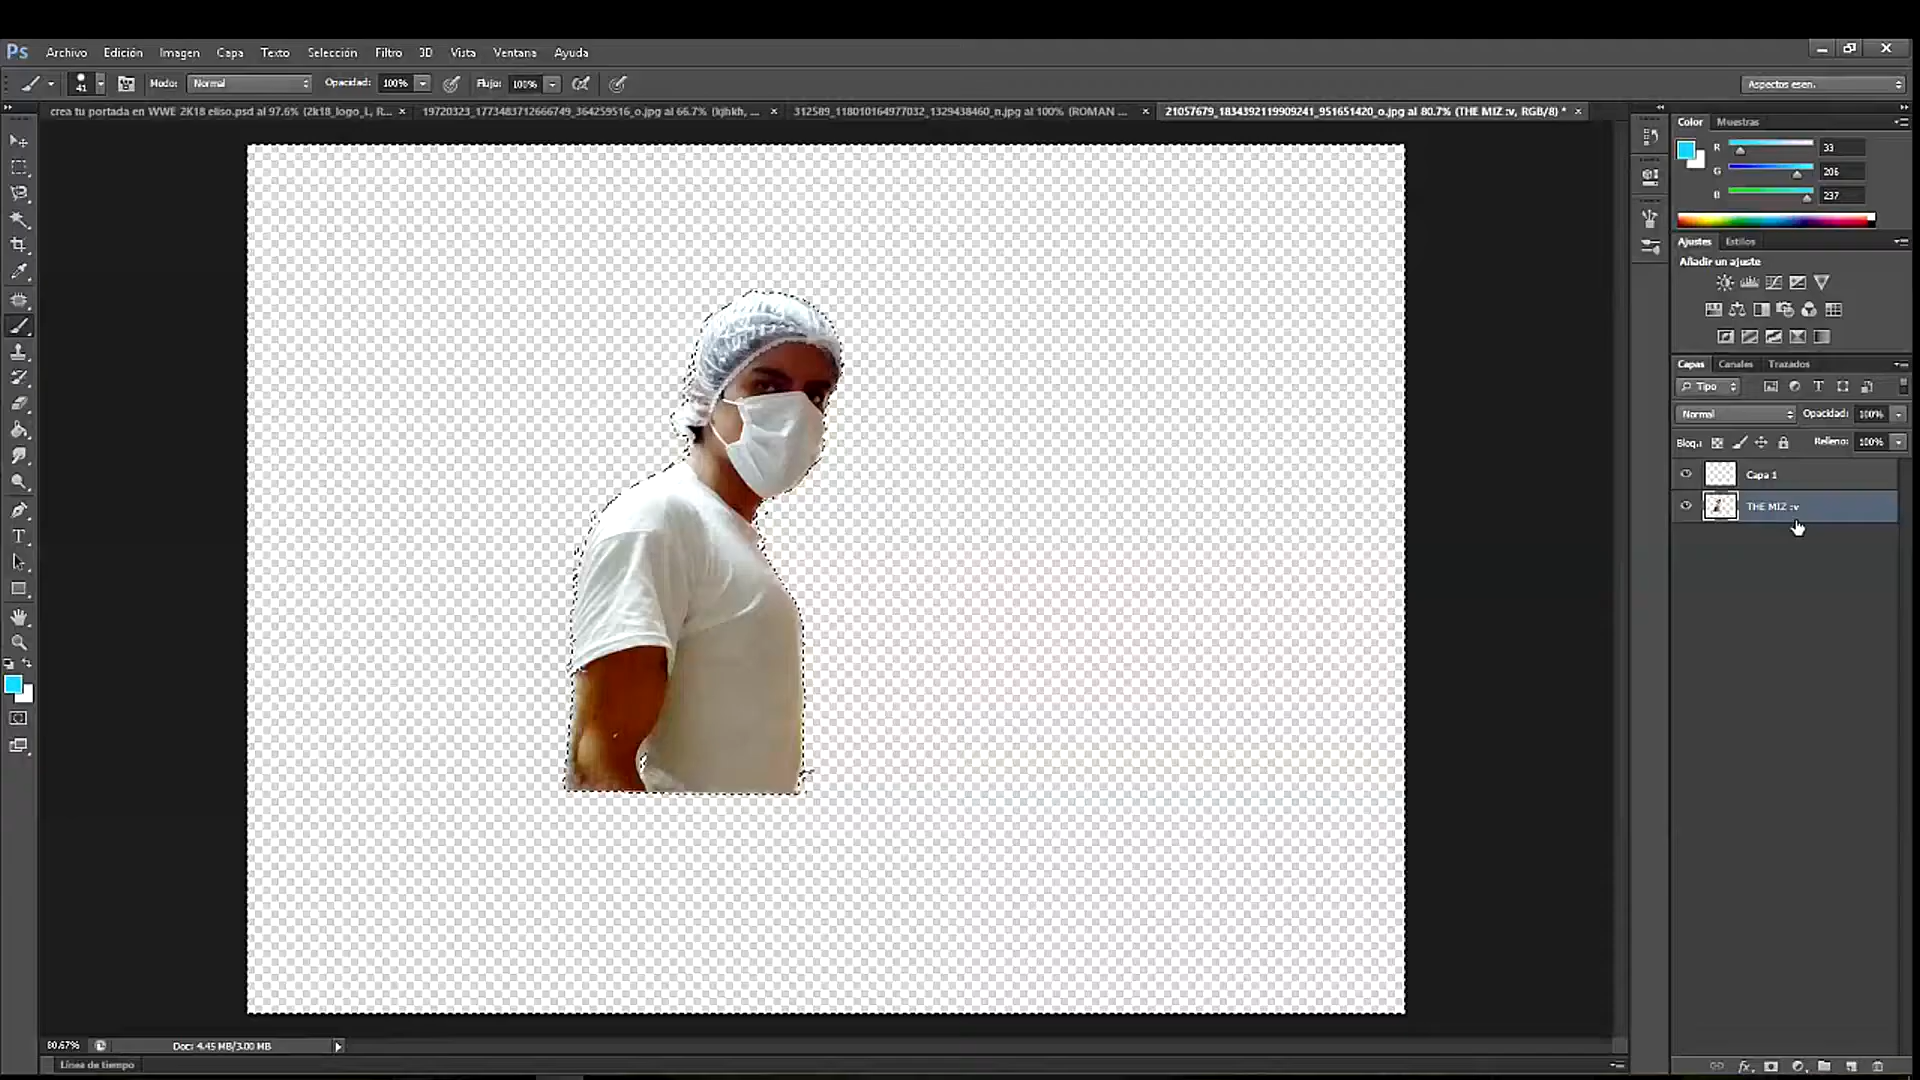 Ps Archivo Edición Imagen Capa Texto Selección Filtro 3D Vista Ventana Ayuda
41 Modo: Normal Opacidad: 100% Flujo: 100% Aspectos esen.
crea tu portada en WWE 2K18 eliso.psd al 97.6% (2k18_logo_L, R... × 19720323_1773483712666749_364259516_o.jpg al 66.7% (kjhkh, ... × 312589_118010164977032_1329438460_n.jpg al 100% (ROMAN ... × 21057679_1834392119909241_951651420_o.jpg al 80.7% (THE MIZ :v, RGB/8) * ×
Color Muestras
R 33
G 206
B 237
Ajustes Estilos
Añadir un ajuste
Capas Canales Trazados
Tipo
Normal Opacidad: 100%
Bloq.: Relleno: 100%
Capa 1
THE MIZ :v
T
80.67% Doc: 4.45 MB/3.00 MB
Línea de tiempo
fx